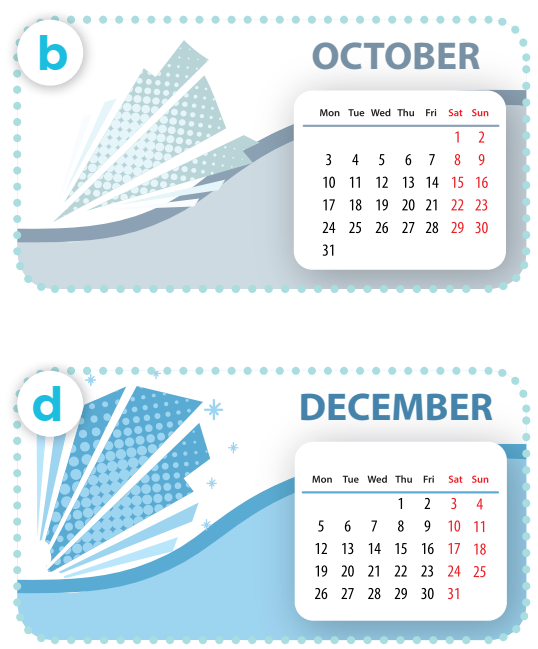 b
OCTOBER
Mon Tue Wed Thu Fri Sat Sun
1 2
3 4 5 6 7 8 9
10 11 12 13 14 15 16
17 18 19 20 21 22 23
24 25 26 27 28 29 30
31
d
DECEMBER
Mon Tue Wed Thu Fri Sat Sun
1 2 3 4
5 6 7 8 9 10 11
12 13 14 15 16 17 18
19 20 21 22 23 24 25
26 27 28 29 30 31